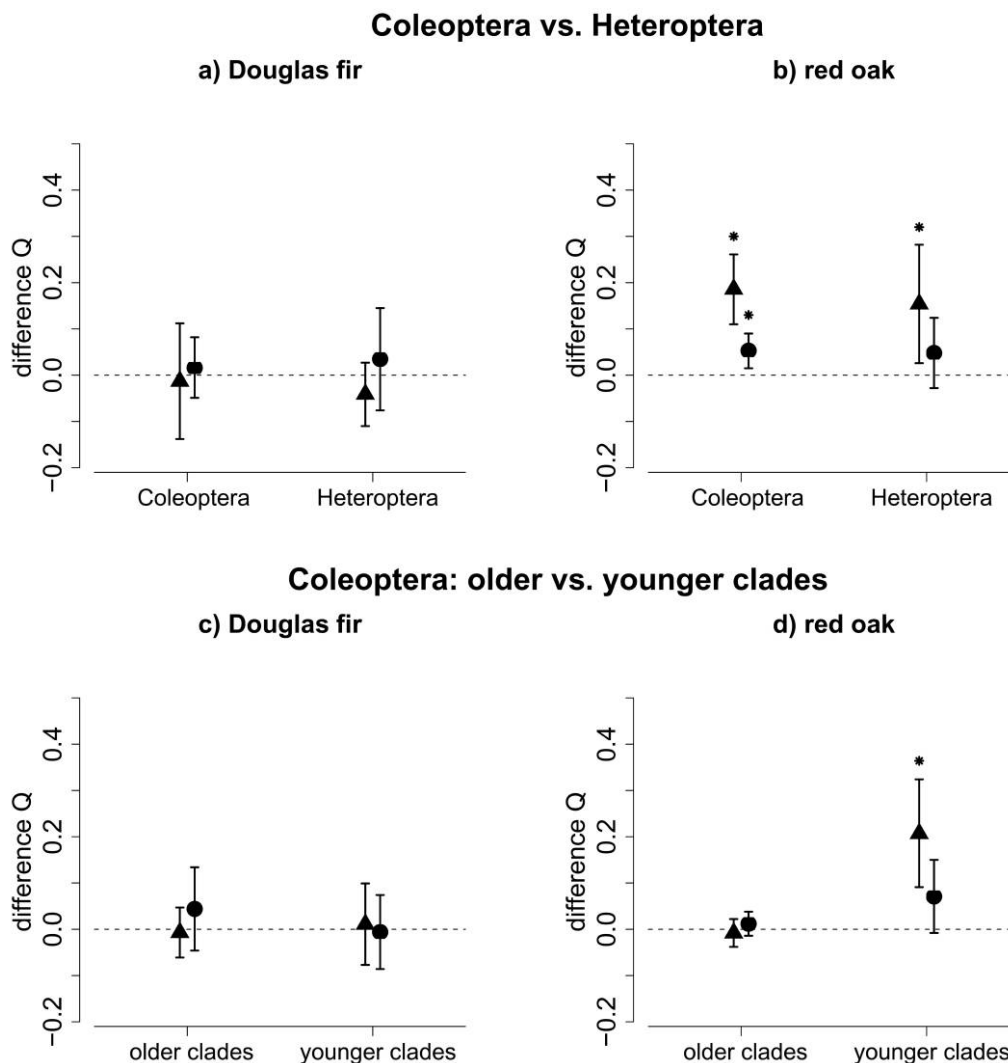 Coleoptera vs. Heteroptera
a) Douglas fir
b) red oak
difference Q
0.4
0.2
0.0
−0.2
Coleoptera
Heteroptera
difference Q
0.4
0.2
0.0
−0.2
*
*
*
Coleoptera
Heteroptera
Coleoptera: older vs. younger clades
c) Douglas fir
d) red oak
difference Q
0.4
0.2
0.0
−0.2
older clades
younger clades
difference Q
0.4
0.2
0.0
−0.2
*
older clades
younger clades